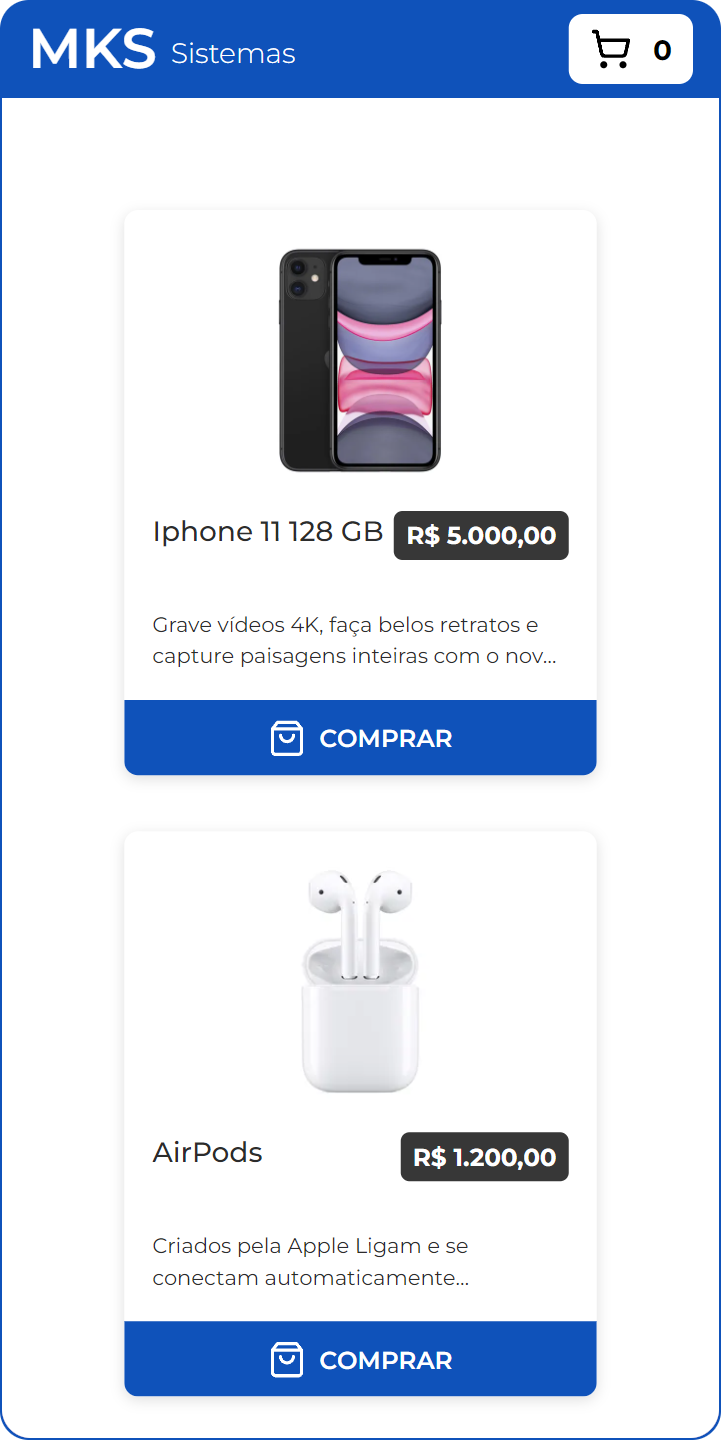 MKS Sistemas
0
Iphone 11 128 GB
R$ 5.000,00
Grave vídeos 4K, faça belos retratos e
capture paisagens inteiras com o nov...
COMPRAR
AirPods
R$ 1.200,00
Criados pela Apple Ligam e se
conectam automaticamente...
COMPRAR